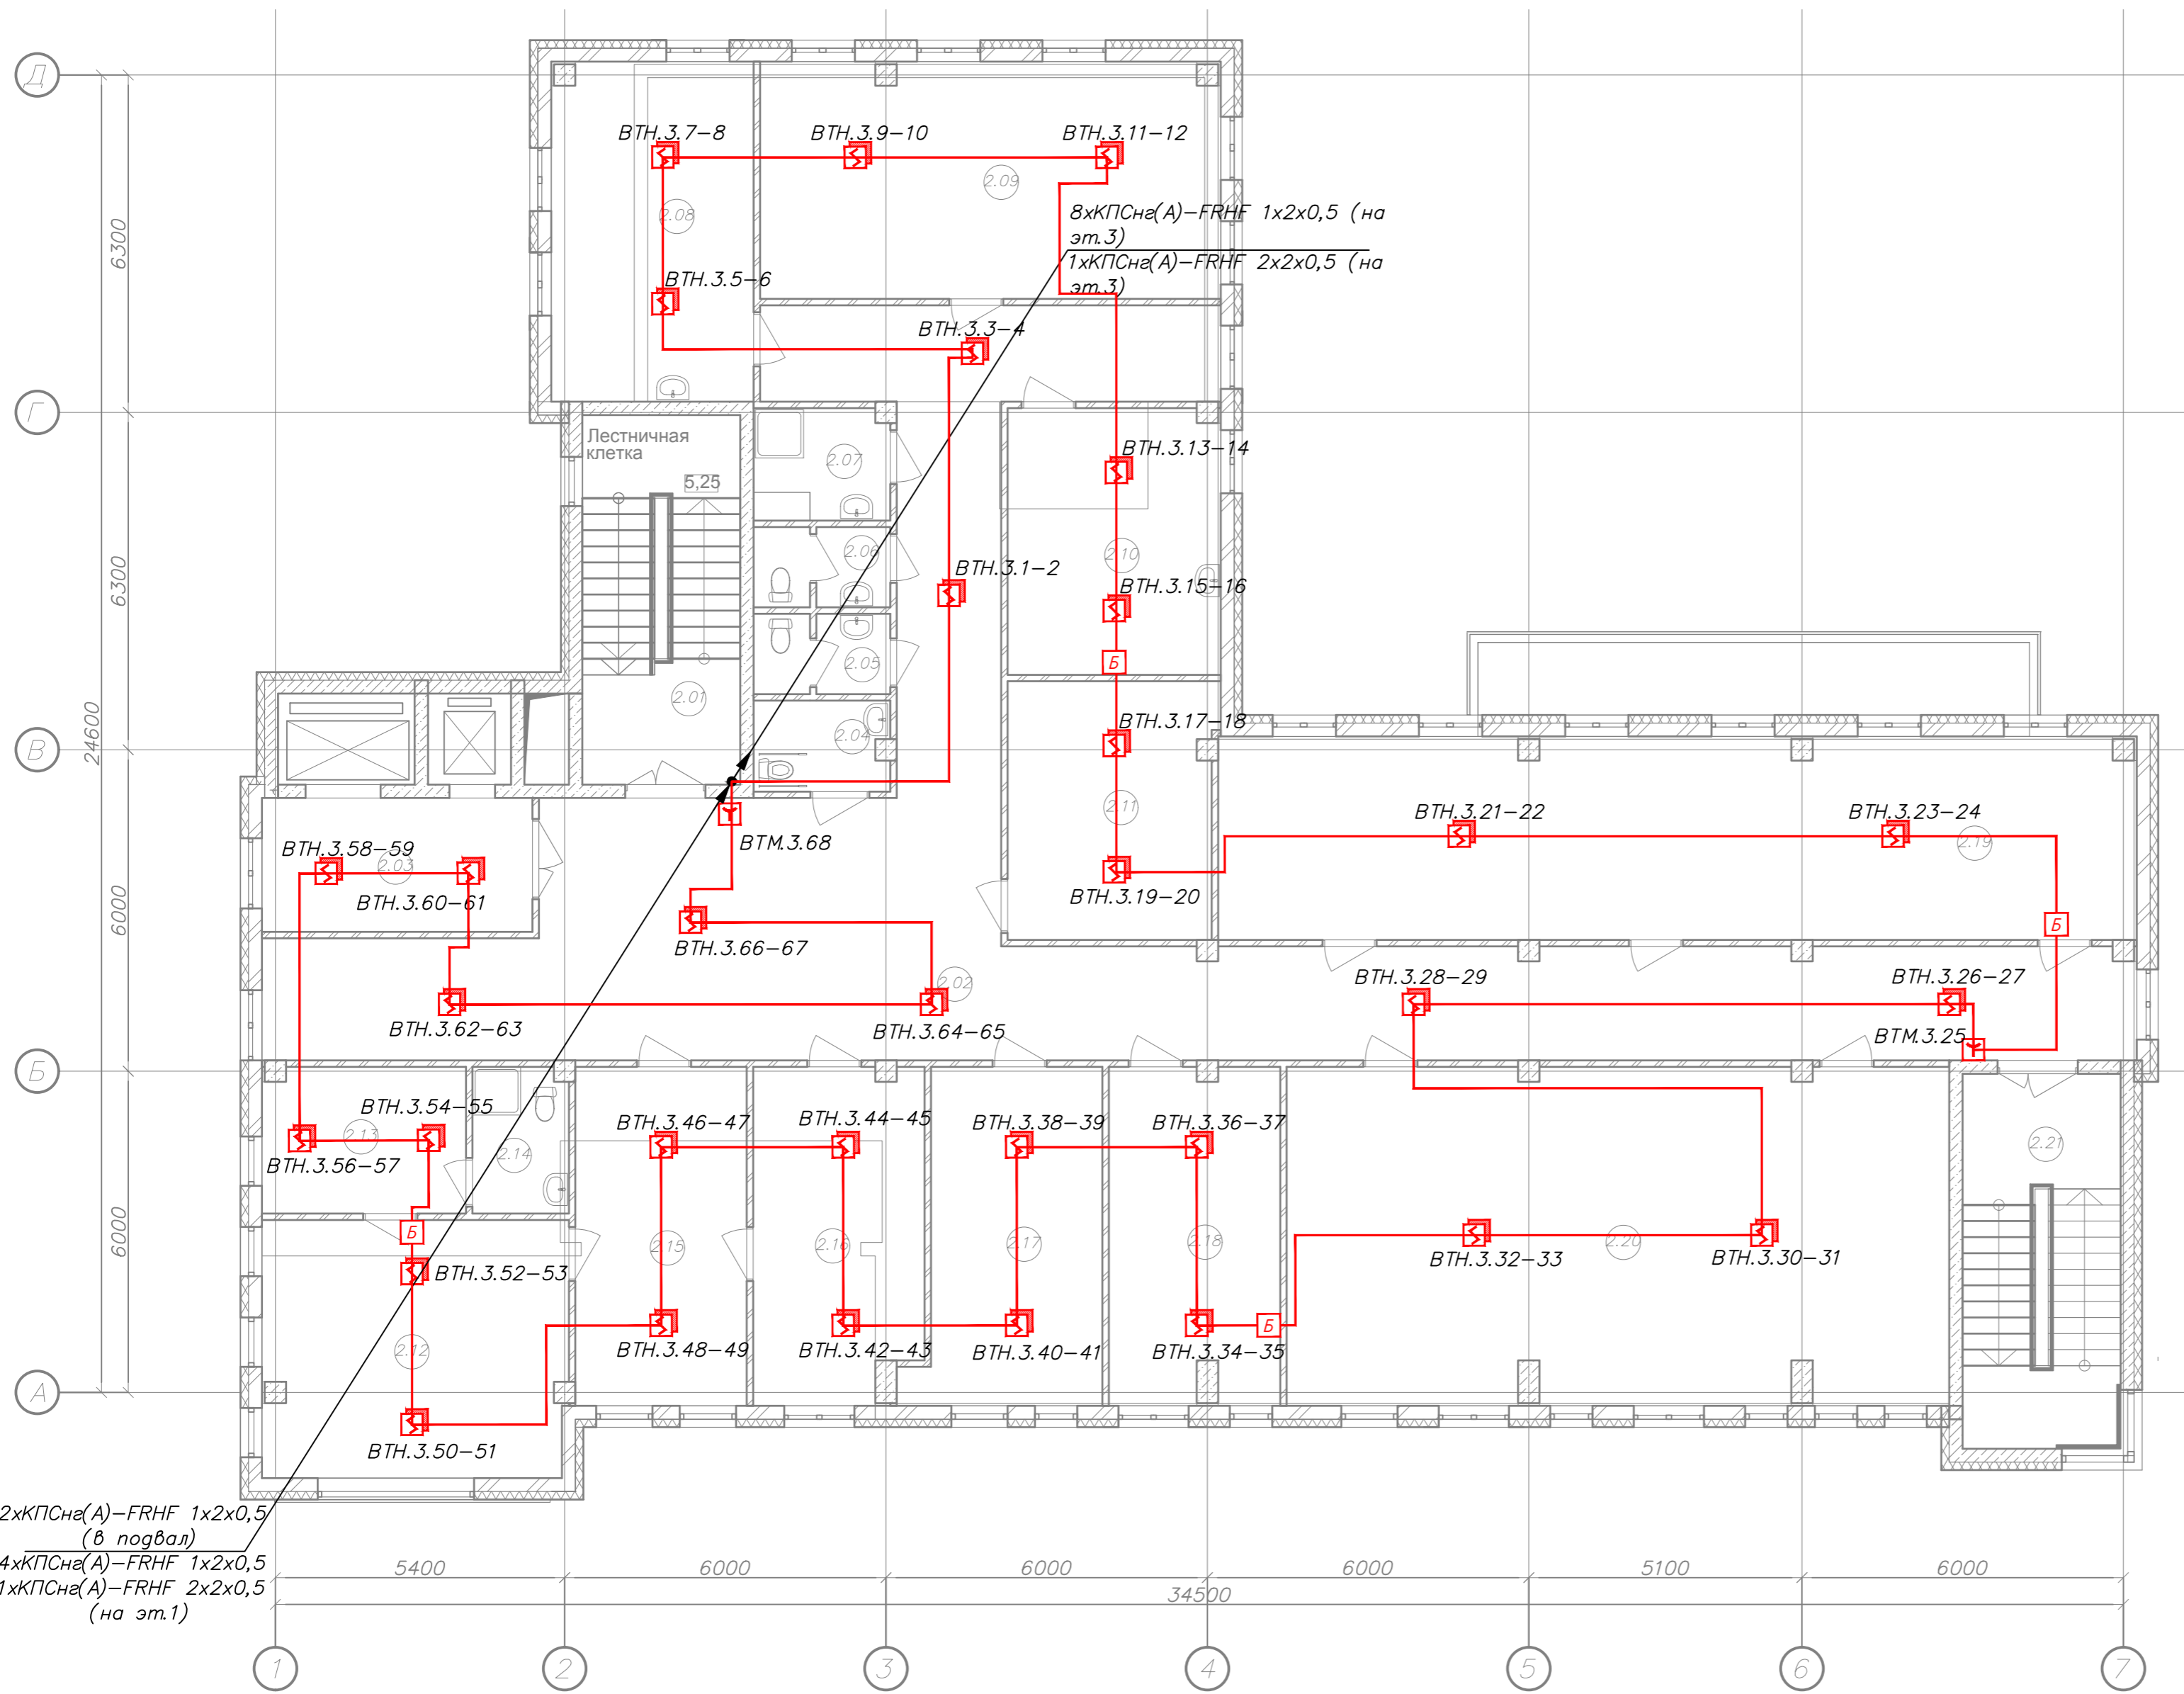 Д
ВТН.3.7-8
ВТН.3.9-10
ВТН.3.11-12
2.09
2.08
8хКПСнг(А)-FRHF 1х2х0,5 (на
эт.3)
1хКПСнг(А)-FRHF 2х2х0,5 (на
эт.3)
6300
ВТН.3.5-6
ВТН.3.3-4
Г
Лестничная
клетка
5,25
2.07
ВТН.3.13-14
2.06
2.10
6300
ВТН.3.1-2
ВТН.3.15-16
2.05
Б
2.01
24600
В
2.04
ВТН.3.17-18
2.11
ВТН.3.21-22
ВТН.3.23-24
2.19
ВТМ.3.68
ВТН.3.58-59
2.03
ВТН.3.60-61
ВТН.3.19-20
6000
Б
ВТН.3.66-67
ВТН.3.28-29
ВТН.3.26-27
2.02
ВТН.3.62-63
ВТН.3.64-65
ВТМ.3.25
Б
ВТН.3.54-55
2.13
2.14
ВТН.3.56-57
ВТН.3.46-47
ВТН.3.44-45
ВТН.3.38-39
ВТН.3.36-37
2.21
6000
Б
2.15
2.16
2.17
2.18
2.20
ВТН.3.52-53
ВТН.3.32-33
ВТН.3.30-31
2.12
ВТН.3.48-49
ВТН.3.42-43
ВТН.3.40-41
ВТН.3.34-35
Б
А
ВТН.3.50-51
2хКПСнг(А)-FRHF 1х2х0,5
(в подвал)
4хКПСнг(А)-FRHF 1х2х0,5
1хКПСнг(А)-FRHF 2х2х0,5
(на эт.1)
5400
6000
6000
6000
5100
6000
34500
1
2
3
4
5
6
7